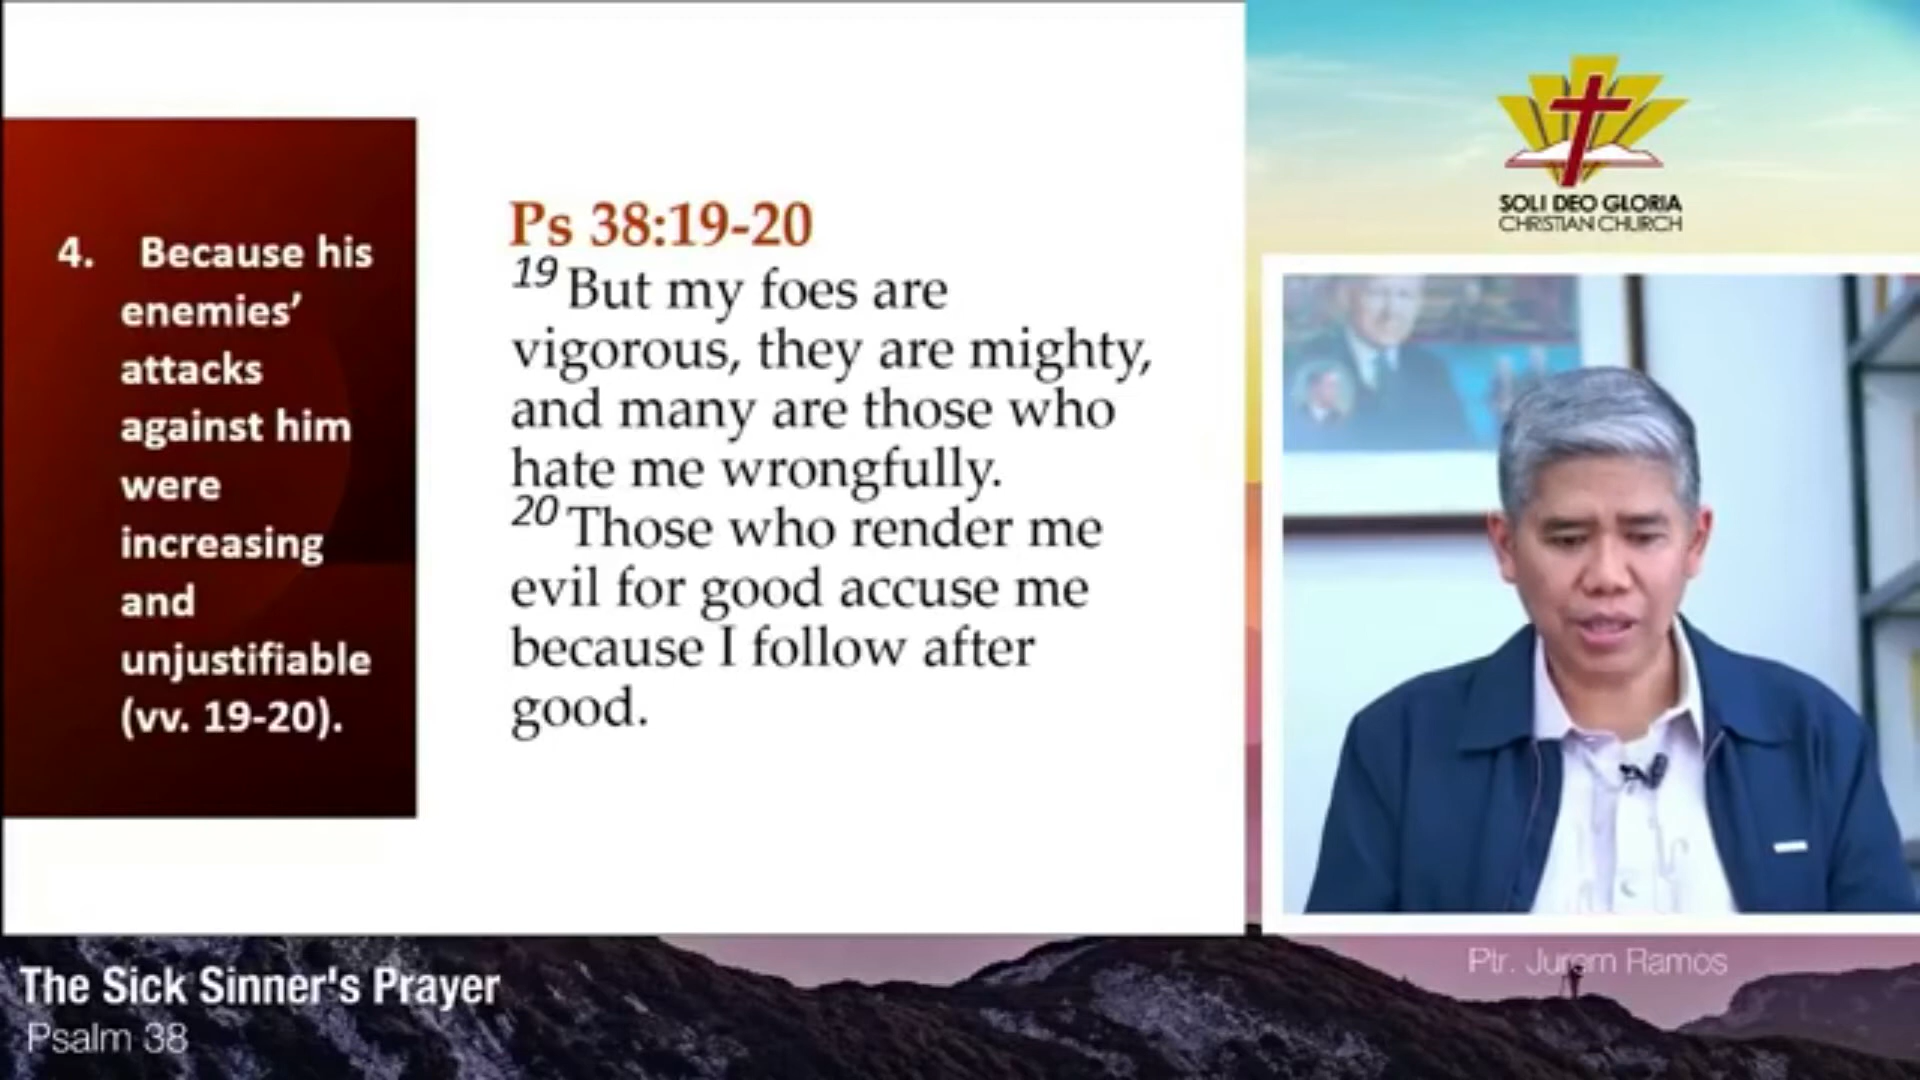 4. Because his
enemies’
attacks
against him
were
increasing
and
unjustifiable
(vv. 19-20).
Ps 38:19-20
19 But my foes are
vigorous, they are mighty,
and many are those who
hate me wrongfully.
20 Those who render me
evil for good accuse me
because I follow after
good.
SOLI DEO GLORIA
CHRISTIAN CHURCH
Ptr. Jurem Ramos
The Sick Sinner's Prayer
Psalm 38